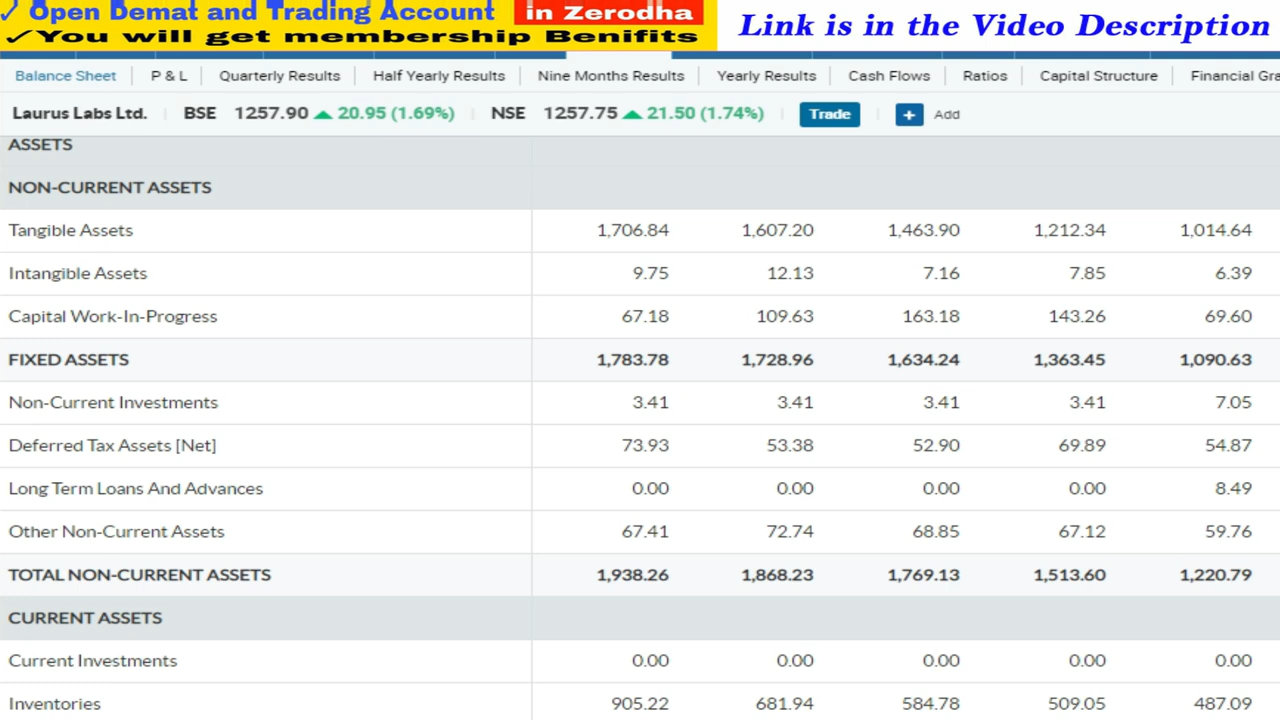 ✓ Open Demat and Trading Account in Zerodha
✓You will get membership Benifits
Link is in the Video Description
Balance Sheet P & L Quarterly Results Half Yearly Results Nine Months Results Yearly Results Cash Flows Ratios Capital Structure Financial Gra
Laurus Labs Ltd. BSE 1257.90 ▲ 20.95 (1.69%) NSE 1257.75 ▲ 21.50 (1.74%) Trade + Add
ASSETS
NON-CURRENT ASSETS
Tangible Assets 1,706.84 1,607.20 1,463.90 1,212.34 1,014.64
Intangible Assets 9.75 12.13 7.16 7.85 6.39
Capital Work-In-Progress 67.18 109.63 163.18 143.26 69.60
FIXED ASSETS 1,783.78 1,728.96 1,634.24 1,363.45 1,090.63
Non-Current Investments 3.41 3.41 3.41 3.41 7.05
Deferred Tax Assets [Net] 73.93 53.38 52.90 69.89 54.87
Long Term Loans And Advances 0.00 0.00 0.00 0.00 8.49
Other Non-Current Assets 67.41 72.74 68.85 67.12 59.76
TOTAL NON-CURRENT ASSETS 1,938.26 1,868.23 1,769.13 1,513.60 1,220.79
CURRENT ASSETS
Current Investments 0.00 0.00 0.00 0.00 0.00
Inventories 905.22 681.94 584.78 509.05 487.09